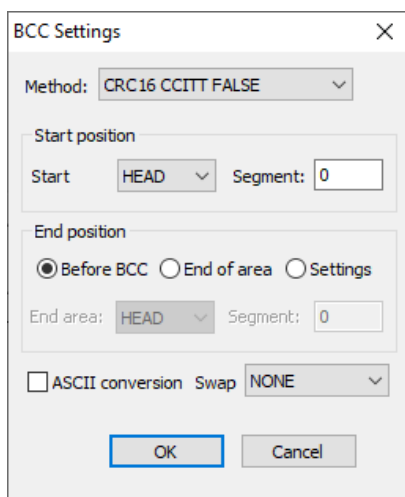 BCC Settings
Method: CRC16 CCITT FALSE
Start position
Start HEAD Segment: 0
End position
Before BCC End of area Settings
End area: HEAD Segment: 0
ASCII conversion Swap NONE
OK Cancel